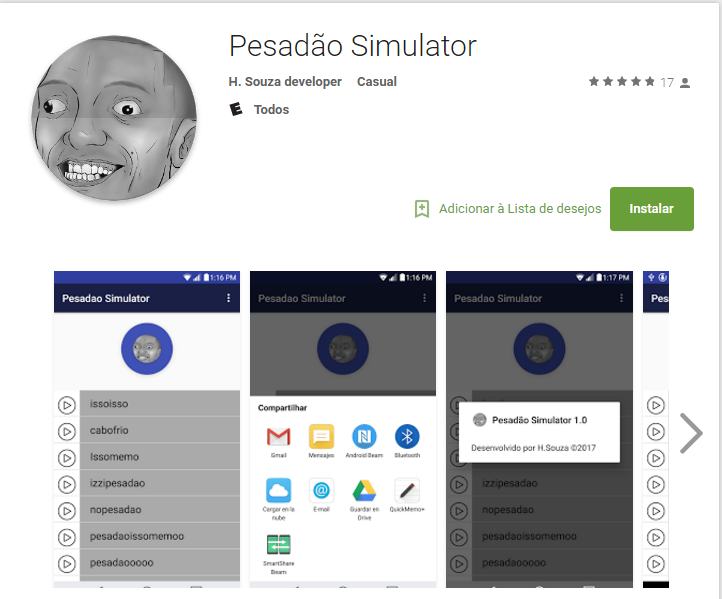 Pesadão Simulator
H. Souza developer Casual
17
E Todos
Adicionar à Lista de desejos
Instalar
1:16 PM
Pesadao Simulator
issoisso
cabofrio
Issomemo
izzipesadao
nopesadao
pesadaoissomemoo
pesadaooooo
1:16 PM
Pesadao Simulator
Compartilhar
Gmail Mensajes Android Beam Bluetooth
Cargar en la nube
E-mail
Guardar en Drive
QuickMemo+
SmartShare Beam
1:17 PM
Pesadao Simulator
Pesadão Simulator 1.0
Desenvolvido por H.Souza ©2017
izzipesadao
nopesadao
pesadaoissomemoo
pesadaooooo
Pes